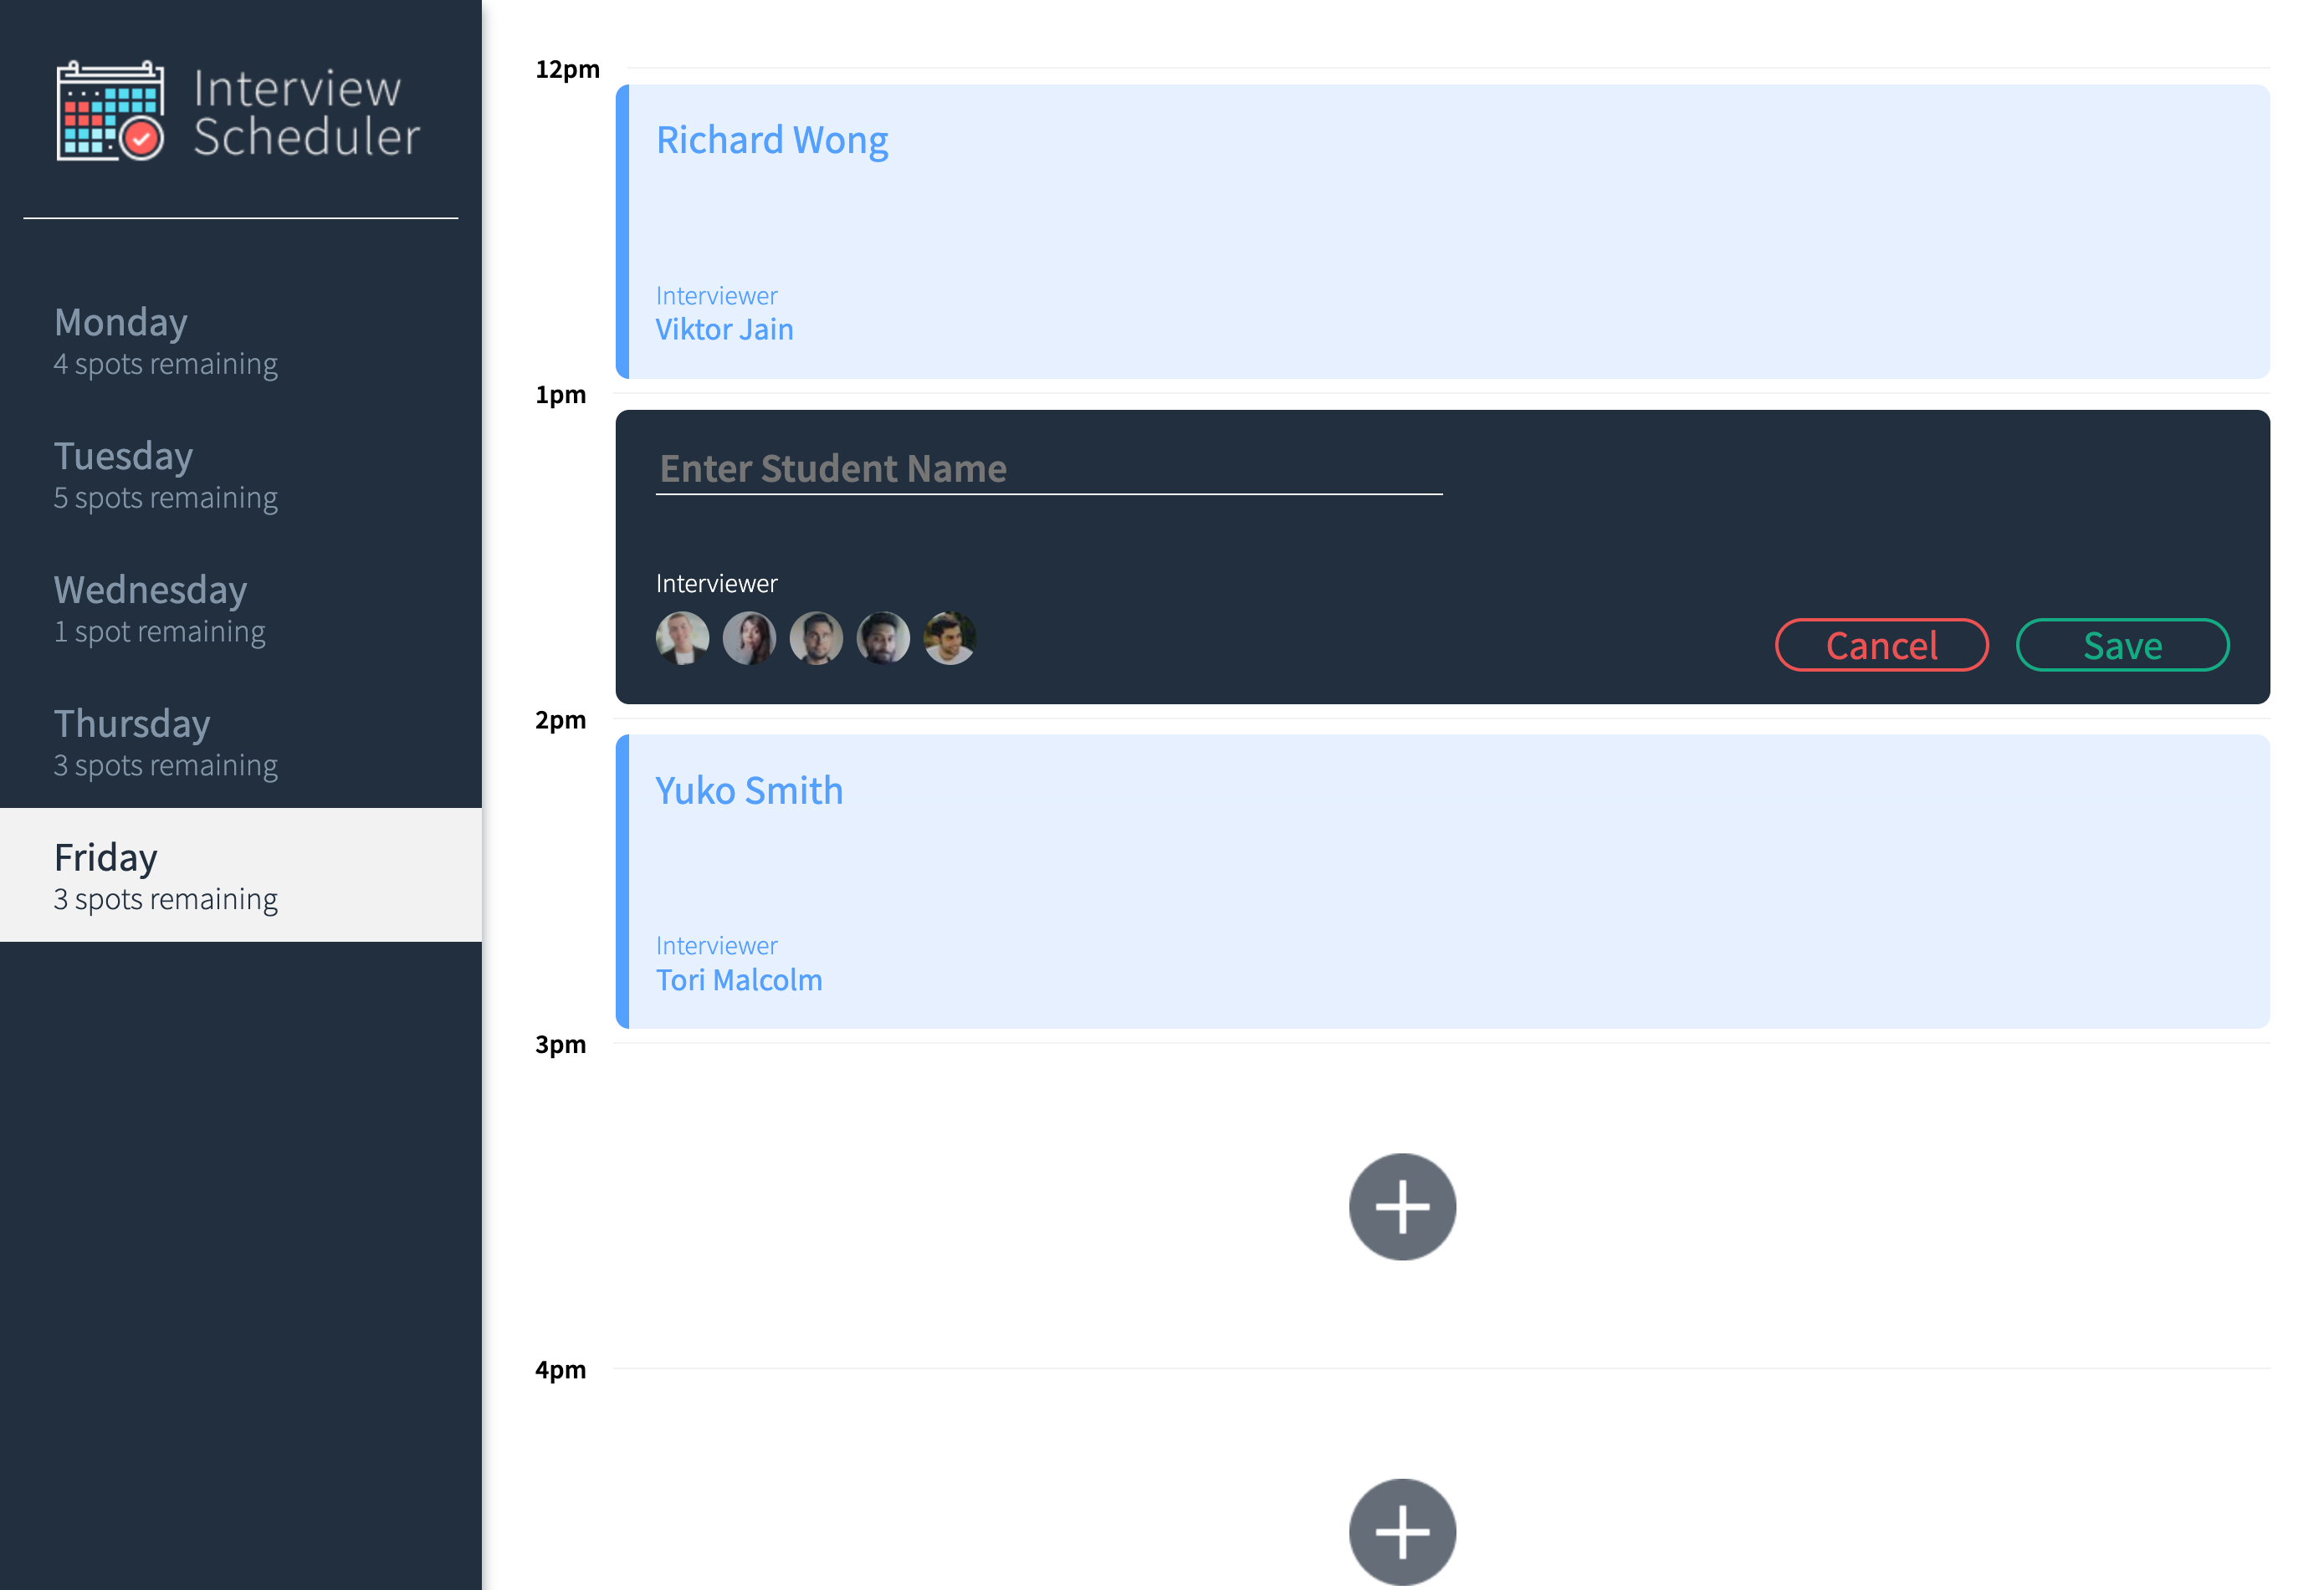 Interview
Scheduler
Monday
4 spots remaining
Tuesday
5 spots remaining
Wednesday
1 spot remaining
Thursday
3 spots remaining
Friday
3 spots remaining
12pm
Richard Wong
Interviewer
Viktor Jain
1pm
Enter Student Name
Interviewer
Cancel
Save
2pm
Yuko Smith
Interviewer
Tori Malcolm
3pm
4pm